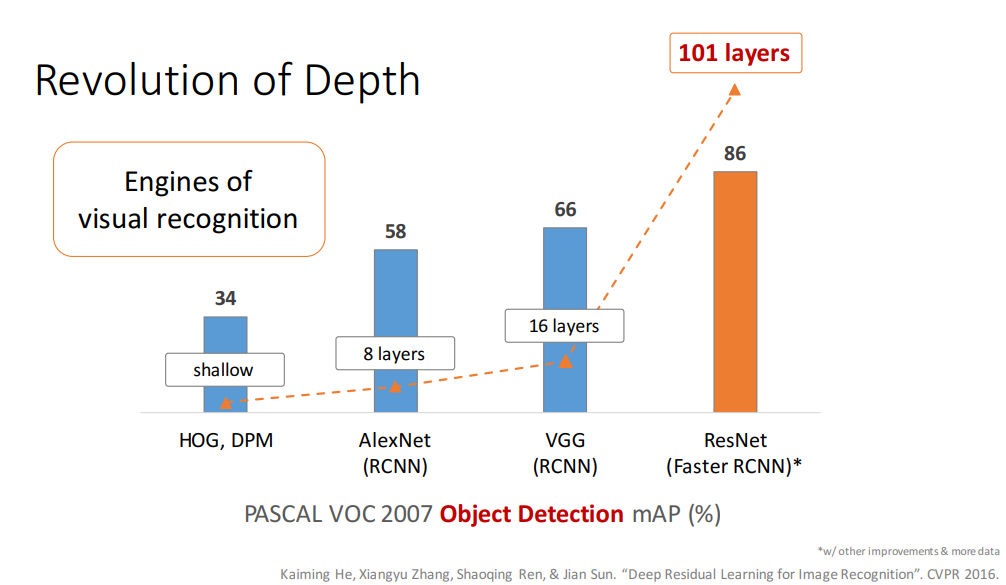 Revolution of Depth
Engines of
visual recognition
101 layers
86
66
58
34
16 layers
8 layers
shallow
HOG, DPM
AlexNet
(RCNN)
VGG
(RCNN)
ResNet
(Faster RCNN)*
PASCAL VOC 2007 Object Detection mAP (%)
*w/ other improvements & more data
Kaiming He, Xiangyu Zhang, Shaoqing Ren, & Jian Sun. “Deep Residual Learning for Image Recognition”. CVPR 2016.